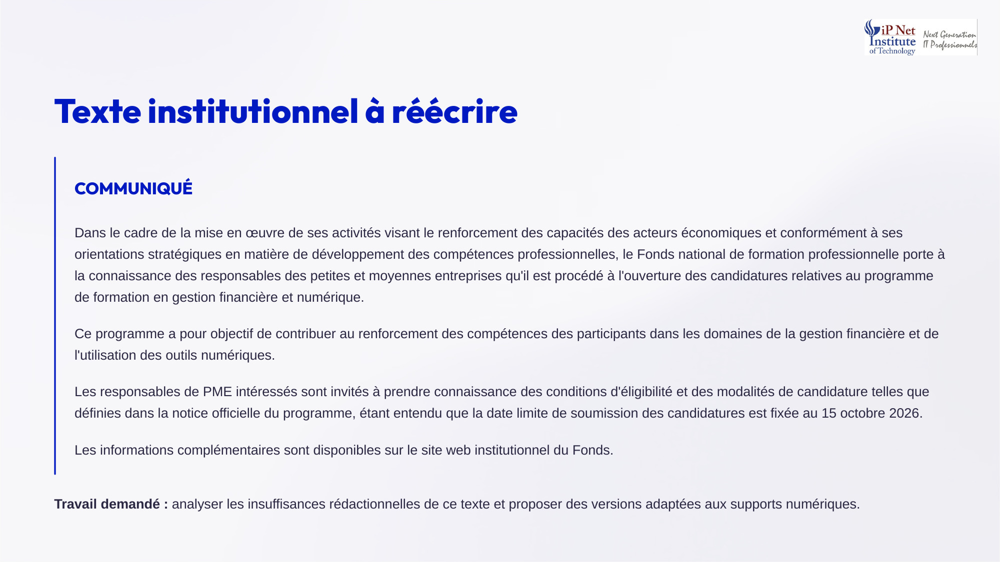 iP Net
Institute
of Technology
Next Generation
IT Professionnels
Texte institutionnel à réécrire
COMMUNIQUÉ
Dans le cadre de la mise en œuvre de ses activités visant le renforcement des capacités des acteurs économiques et conformément à ses
orientations stratégiques en matière de développement des compétences professionnelles, le Fonds national de formation professionnelle porte à
la connaissance des responsables des petites et moyennes entreprises qu'il est procédé à l'ouverture des candidatures relatives au programme
de formation en gestion financière et numérique.
Ce programme a pour objectif de contribuer au renforcement des compétences des participants dans les domaines de la gestion financière et de
l'utilisation des outils numériques.
Les responsables de PME intéressés sont invités à prendre connaissance des conditions d'éligibilité et des modalités de candidature telles que
définies dans la notice officielle du programme, étant entendu que la date limite de soumission des candidatures est fixée au 15 octobre 2026.
Les informations complémentaires sont disponibles sur le site web institutionnel du Fonds.
Travail demandé : analyser les insuffisances rédactionnelles de ce texte et proposer des versions adaptées aux supports numériques.